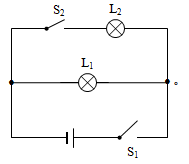 S₂ L₂
L₁
S₁
。